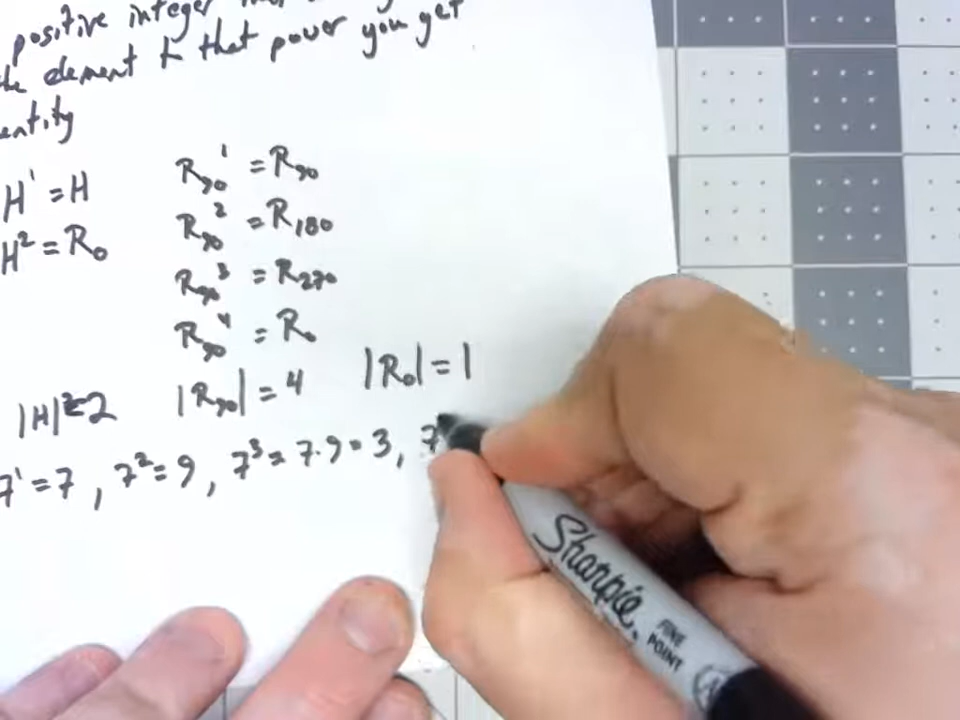 positive integer
the element to that power you get
entity
H¹ = H R₉₀¹ = R₉₀
H² = R₀ R₉₀² = R₁₈₀
R₉₀³ = R₂₇₀
R₉₀⁴ = R₀
|H| = 2 |R₉₀| = 4 |R₀| = 1
7¹ = 7 , 7² = 9 , 7³ = 7·9 = 3 , 7
Sharpie.
FINE
POINT